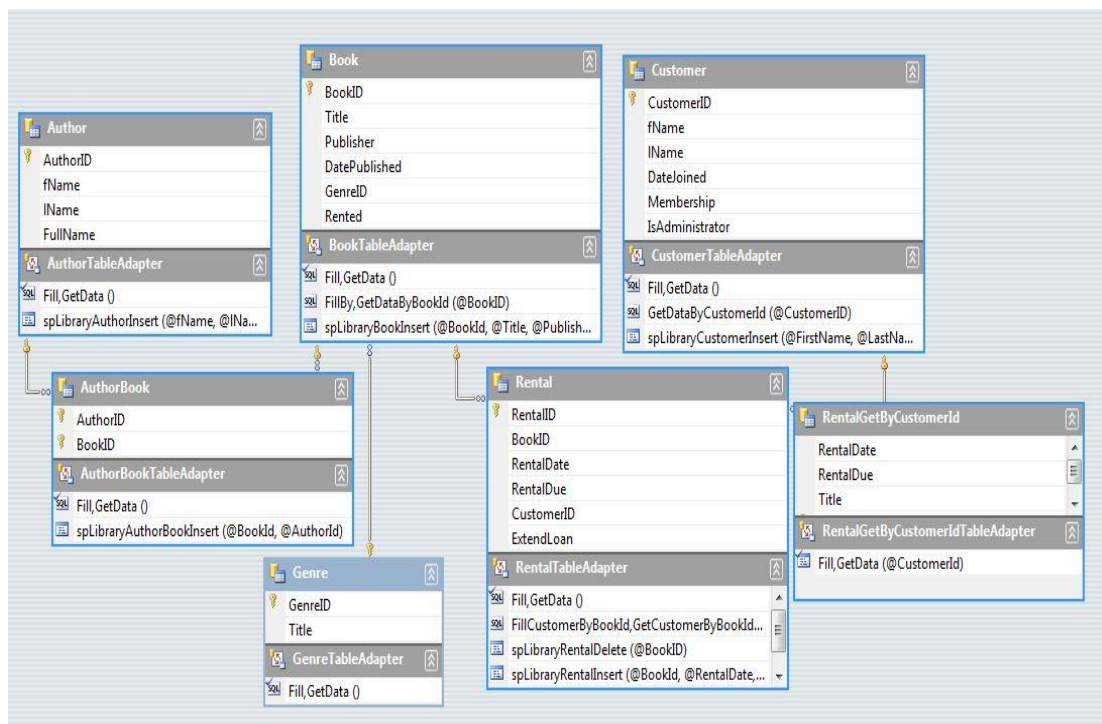 Author
AuthorID
fName
lName
FullName
AuthorTableAdapter
Fill,GetData ()
spLibraryAuthorInsert (@fName, @lNa...
Book
BookID
Title
Publisher
DatePublished
GenreID
Rented
BookTableAdapter
Fill,GetData ()
FillBy,GetDataByBookId (@BookID)
spLibraryBookInsert (@BookId, @Title, @Publish...
Customer
CustomerID
fName
lName
DateJoined
Membership
IsAdministrator
CustomerTableAdapter
Fill,GetData ()
GetDataByCustomerId (@CustomerID)
spLibraryCustomerInsert (@FirstName, @LastNa...
AuthorBook
AuthorID
BookID
AuthorBookTableAdapter
Fill,GetData ()
spLibraryAuthorBookInsert (@BookId, @AuthorId)
Genre
GenreID
Title
GenreTableAdapter
Fill,GetData ()
Rental
RentalID
BookID
RentalDate
RentalDue
CustomerID
ExtendLoan
RentalTableAdapter
Fill,GetData ()
FillCustomerByBookId,GetCustomerByBookId...
spLibraryRentalDelete (@BookID)
spLibraryRentalInsert (@BookId, @RentalDate,...
RentalGetByCustomerId
RentalDate
RentalDue
Title
RentalGetByCustomerIdTableAdapter
Fill,GetData (@CustomerId)